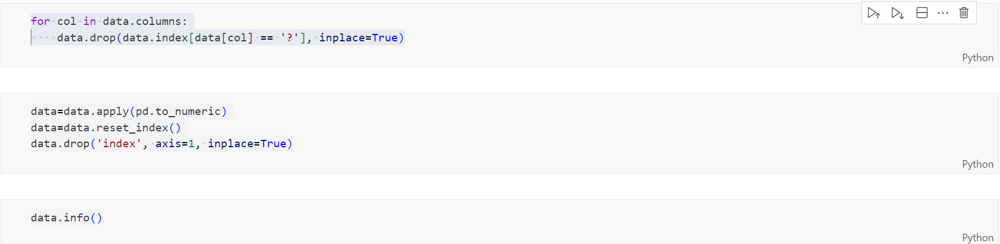 for col in data.columns:
    data.drop(data.index[data[col] == '?'], inplace=True)
Python
data=data.apply(pd.to_numeric)
data=data.reset_index()
data.drop('index', axis=1, inplace=True)
Python
data.info()
Python